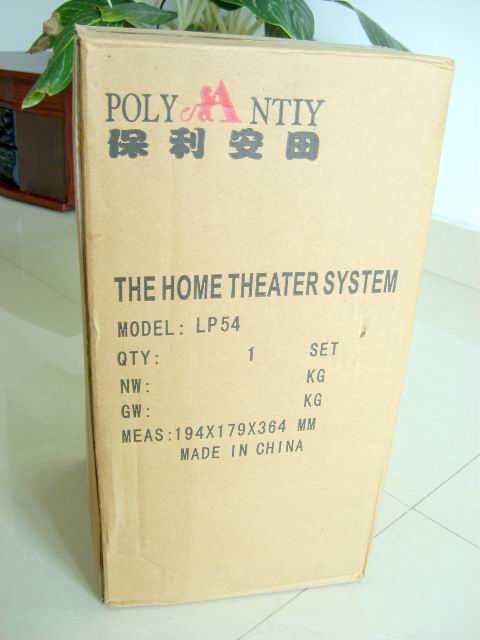 POLY ANTIY
保利安田
THE HOME THEATER SYSTEM
MODEL: LP54
QTY: 1 SET
NW: KG
GW: KG
MEAS:194X179X364 MM
MADE IN CHINA